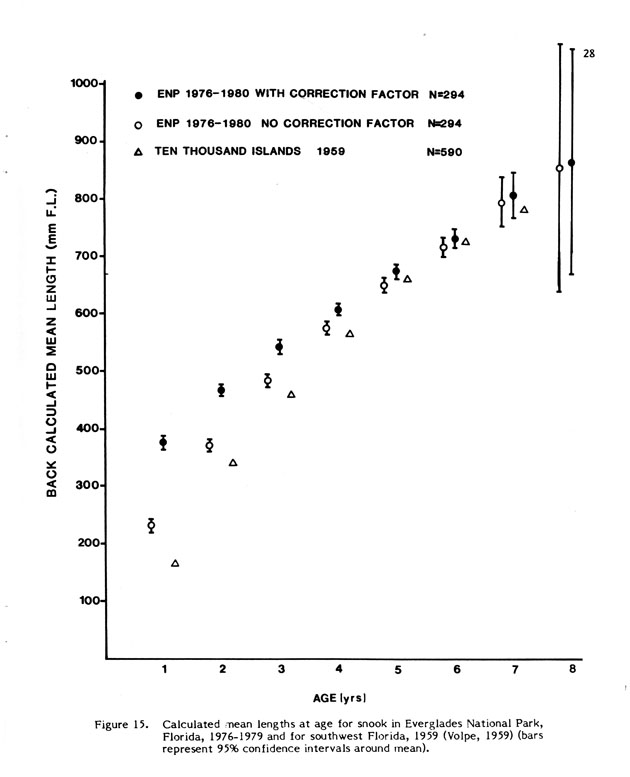 28
1000
● ENP 1976-1980 WITH CORRECTION FACTOR N=294
○ ENP 1976-1980 NO CORRECTION FACTOR N=294
△ TEN THOUSAND ISLANDS 1959 N=590
900
800
700
600
500
400
300
200
100
BACK CALCULATED MEAN LENGTH (mm F.L.)
1 2 3 4 5 6 7 8
AGE (yrs)
Figure 15. Calculated mean lengths at age for snook in Everglades National Park,
Florida, 1976-1979 and for southwest Florida, 1959 (Volpe, 1959) (bars
represent 95% confidence intervals around mean).